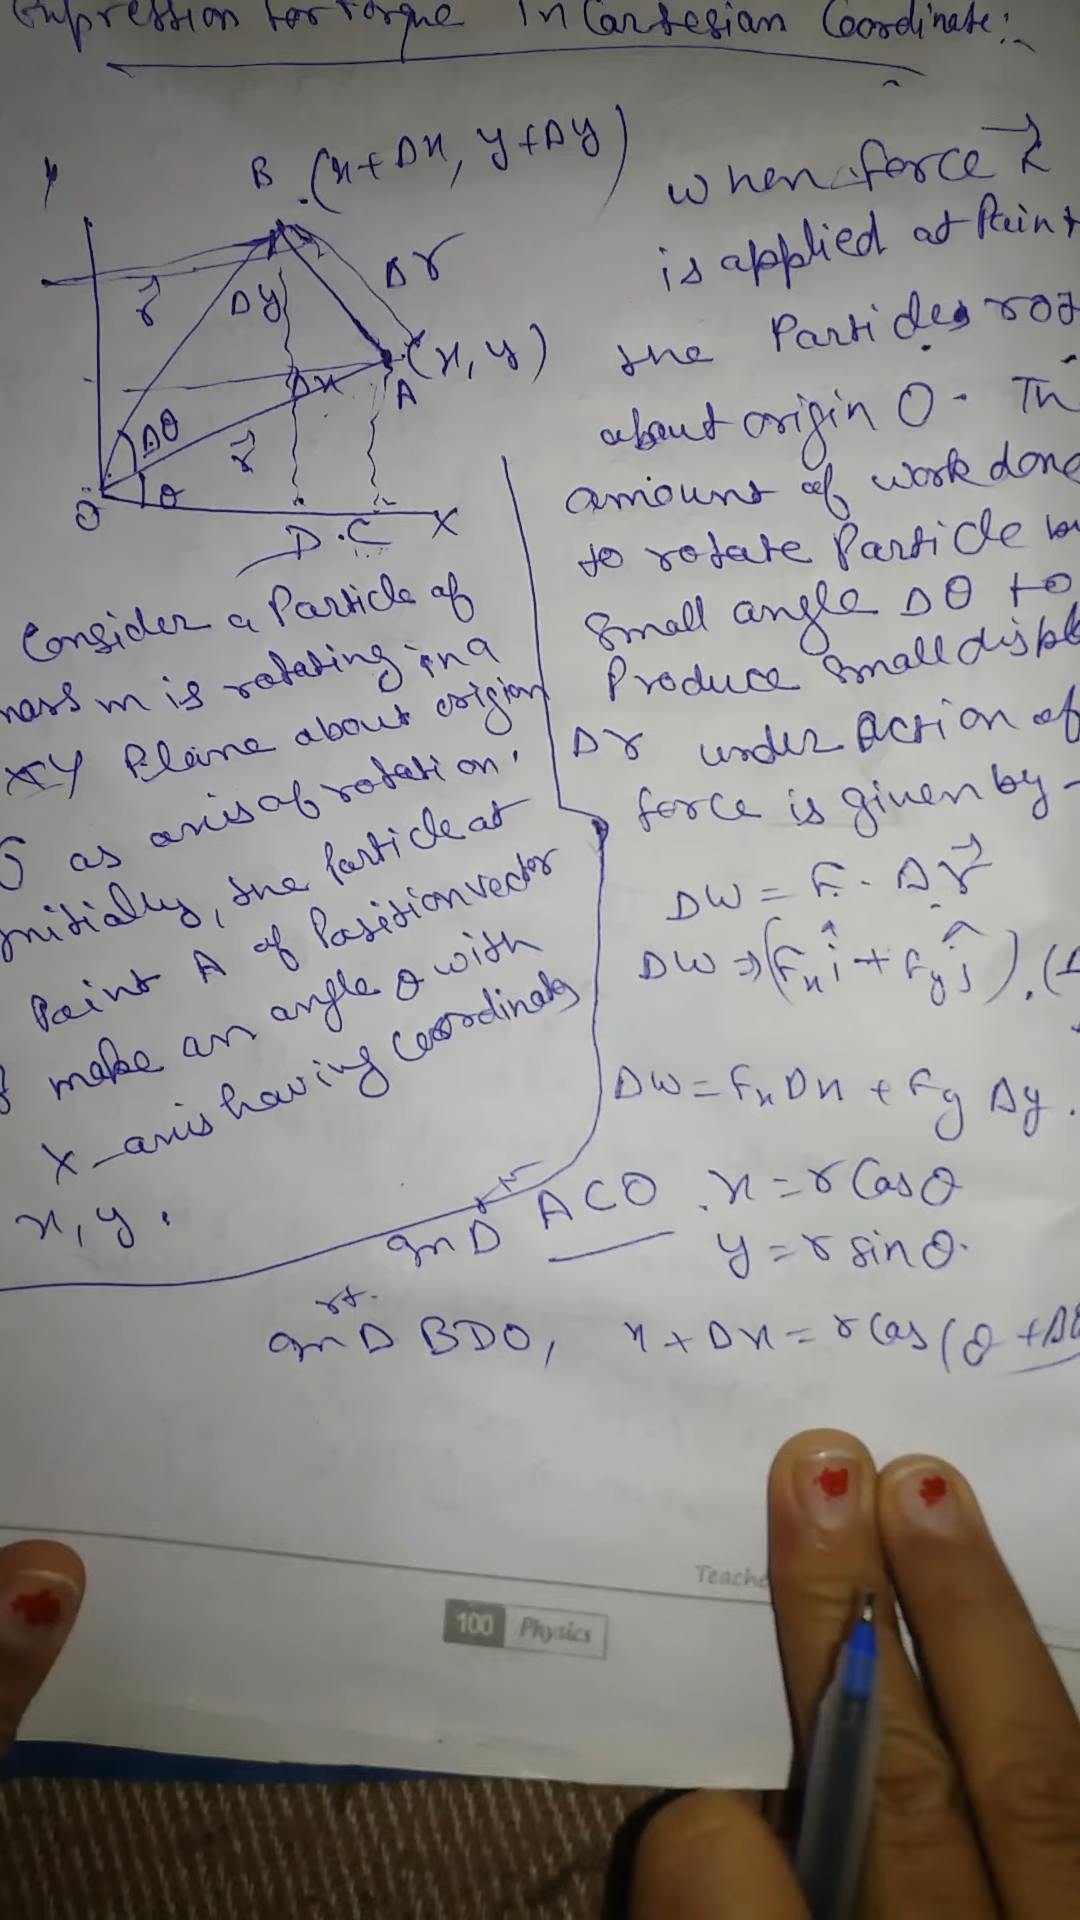 Expression for Torque In Cartesian Coordinate:-
y
B (x+Δx, y+Δy)
Δr
r⃗
Δy
(x, y)
Δx
A
Δθ
r⃗
θ
O
D C X
Consider a Particle of
mass m is rotating in a
XY Plane about origin
O as axis of rotation.
Initially, the particle at
Point A of Position vector
make an angle θ with
X-axis having coordinates
x, y.
when force
is applied at Point
the Particles
about origin O. Th
amount of work done
to rotate Particle
Small angle Δθ to
Produce small displ
Δr under action of
force is given by -
ΔW = F. Δr⃗
ΔW ⇒ (Fx î + Fy ĵ). (Δ
ΔW = Fx Δx + Fy Δy.
In Δ ACO x = r Cos θ
y = r sin θ.
rt.
In Δ BDO, x + Δx = r Cos (θ + Δθ
Teache
100 Physics